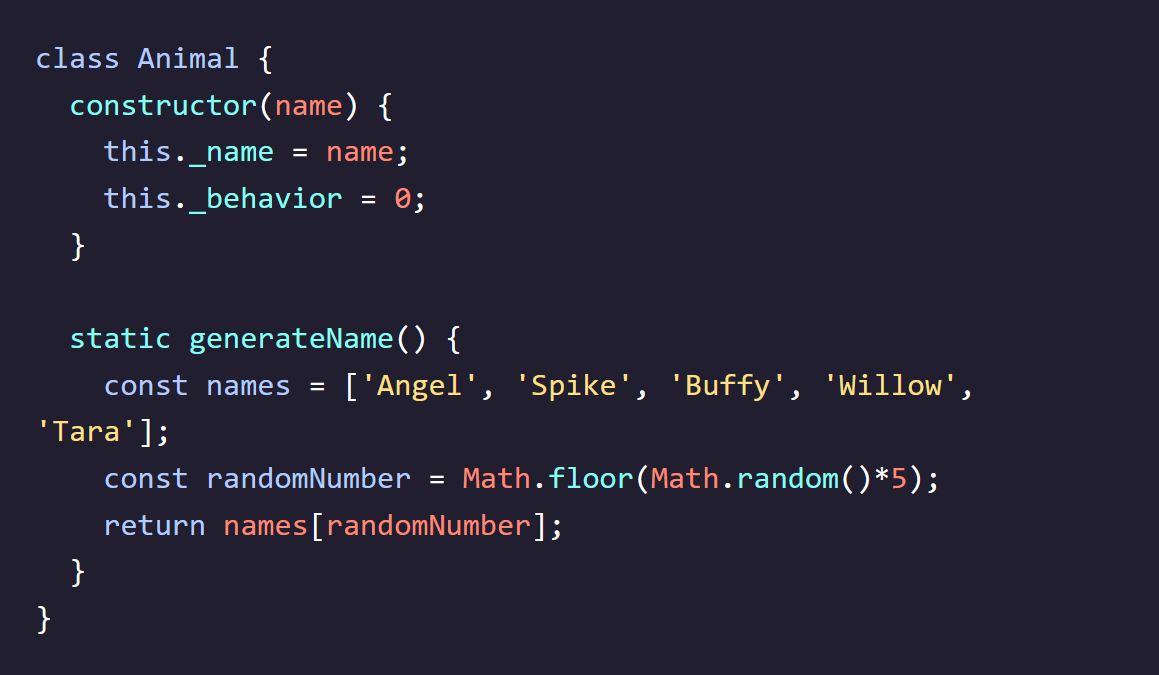 class Animal {
  constructor(name) {
    this._name = name;
    this._behavior = 0;
  }

  static generateName() {
    const names = ['Angel', 'Spike', 'Buffy', 'Willow',
'Tara'];
    const randomNumber = Math.floor(Math.random()*5);
    return names[randomNumber];
  }
}